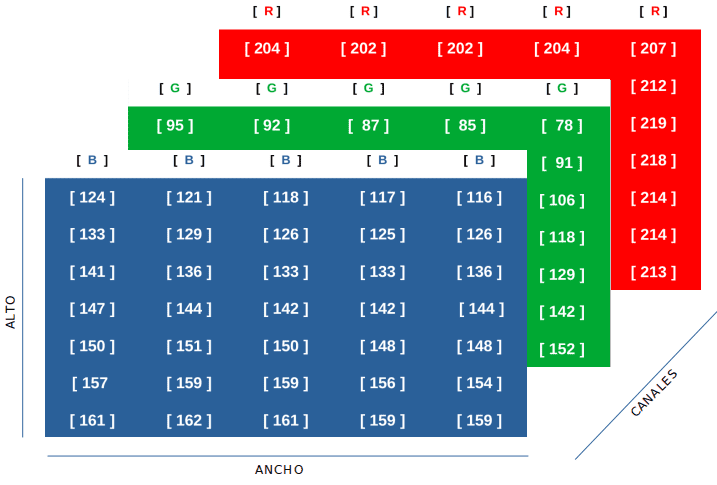 [ R ] [ R ] [ R ] [ R ] [ R ]
[ 204 ] [ 202 ] [ 202 ] [ 204 ] [ 207 ]
[ G ] [ G ] [ G ] [ G ] [ G ] [ 212 ]
[ 95 ] [ 92 ] [ 87 ] [ 85 ] [ 78 ] [ 219 ]
[ B ] [ B ] [ B ] [ B ] [ B ] [ 91 ] [ 218 ]
[ 124 ] [ 121 ] [ 118 ] [ 117 ] [ 116 ] [ 106 ] [ 214 ]
[ 133 ] [ 129 ] [ 126 ] [ 125 ] [ 126 ] [ 118 ] [ 214 ]
[ 141 ] [ 136 ] [ 133 ] [ 133 ] [ 136 ] [ 129 ] [ 213 ]
[ 147 ] [ 144 ] [ 142 ] [ 142 ] [ 144 ] [ 142 ]
[ 150 ] [ 151 ] [ 150 ] [ 148 ] [ 148 ] [ 152 ]
[ 157 [ 159 ] [ 159 ] [ 156 ] [ 154 ]
[ 161 ] [ 162 ] [ 161 ] [ 159 ] [ 159 ]
ALTO
CANALES
ANCHO